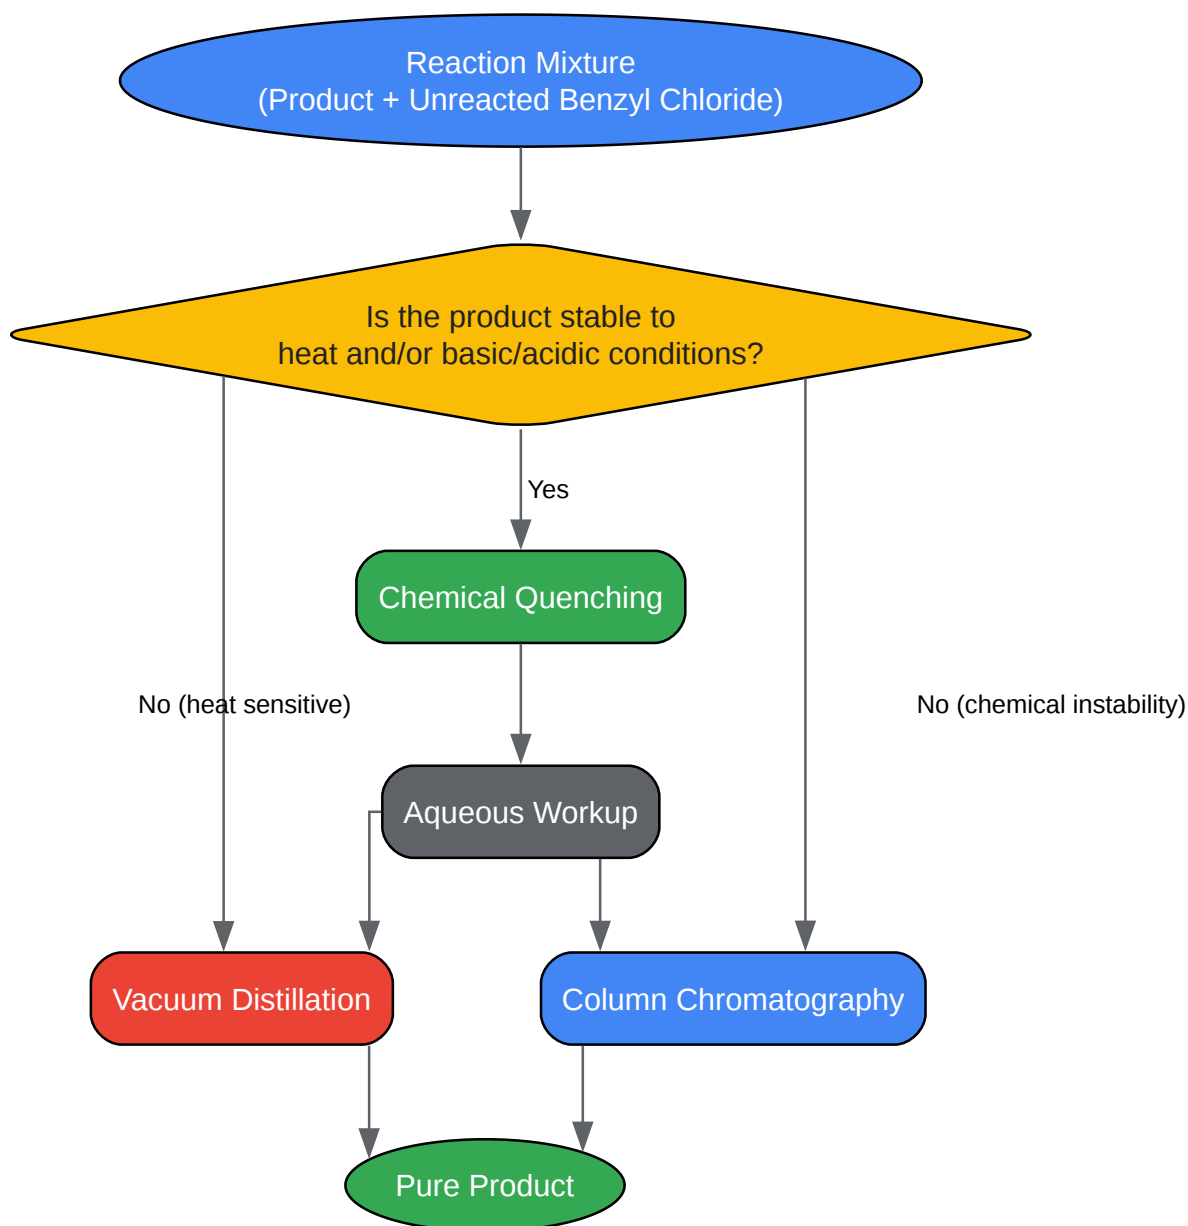 Reaction Mixture
(Product + Unreacted Benzyl Chloride)
Is the product stable to
heat and/or basic/acidic conditions?
Yes
Chemical Quenching
No (heat sensitive)
No (chemical instability)
Aqueous Workup
Vacuum Distillation
Column Chromatography
Pure Product